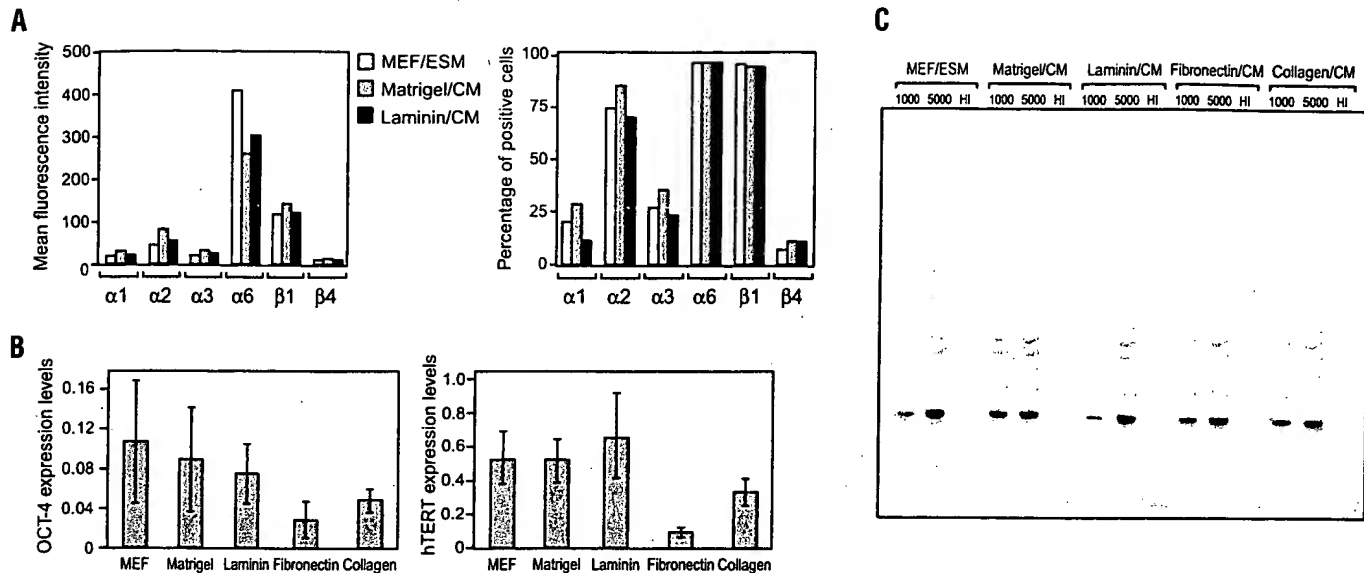 A
Mean fluorescence intensity
500
400
300
200
100
0
α1 α2 α3 α6 β1 β4
MEF/ESM
Matrigel/CM
Laminin/CM
Percentage of positive cells
100
75
50
25
0
α1 α2 α3 α6 β1 β4
B
OCT-4 expression levels
0.16
0.12
0.08
0.04
0
MEF Matrigel Laminin Fibronectin Collagen
hTERT expression levels
1.0
0.8
0.6
0.4
0.2
0
MEF Matrigel Laminin Fibronectin Collagen
C
MEF/ESM Matrigel/CM Laminin/CM Fibronectin/CM Collagen/CM
1000 5000 HI 1000 5000 HI 1000 5000 HI 1000 5000 HI 1000 5000 HI